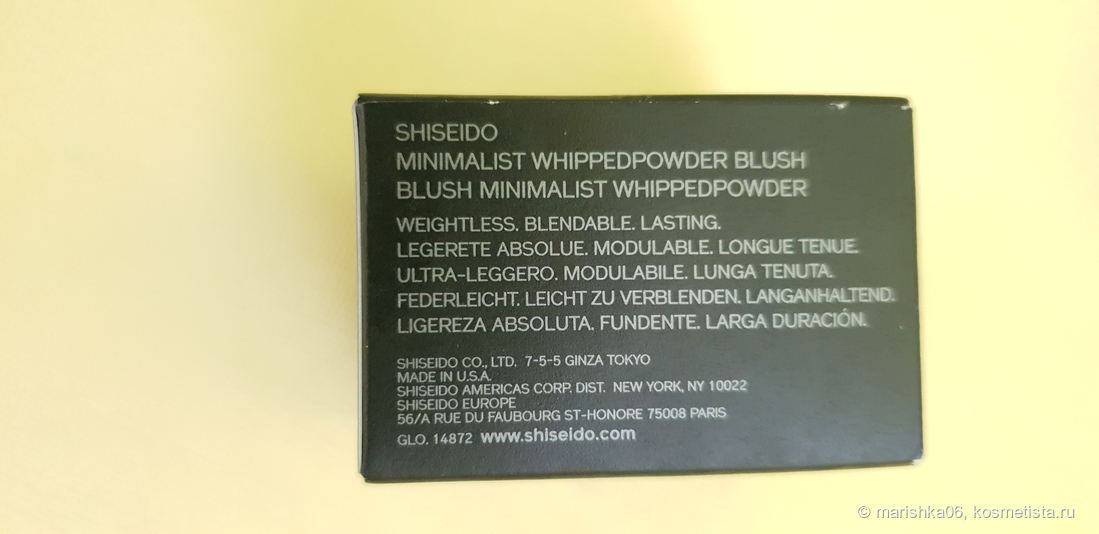 SHISEIDO
MINIMALIST WHIPPEDPOWDER BLUSH
BLUSH MINIMALIST WHIPPEDPOWDER
WEIGHTLESS. BLENDABLE. LASTING.
LEGERETE ABSOLUE. MODULABLE. LONGUE TENUE.
ULTRA-LEGGERO. MODULABILE. LUNGA TENUTA.
FEDERLEICHT. LEICHT ZU VERBLENDEN. LANGANHALTEND.
LIGEREZA ABSOLUTA. FUNDENTE. LARGA DURACIÓN.
SHISEIDO CO., LTD. 7-5-5 GINZA TOKYO
MADE IN U.S.A.
SHISEIDO AMERICAS CORP. DIST. NEW YORK, NY 10022
SHISEIDO EUROPE
56/A RUE DU FAUBOURG ST-HONORE 75008 PARIS
GLO. 14872 www.shiseido.com
© marishka06, kosmetista.ru